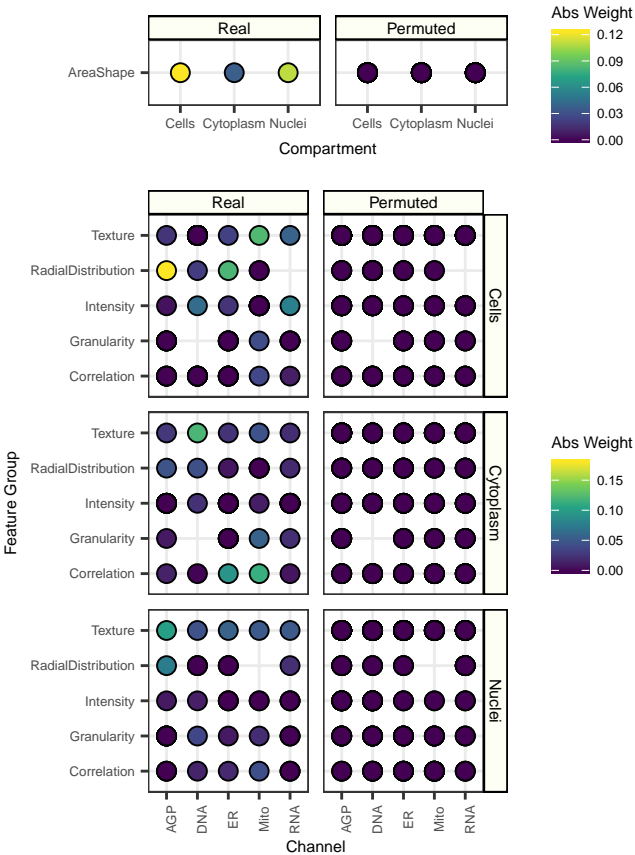 Abs Weight
Real Permuted
0.12
0.09
0.06
0.03
0.00
AreaShape
Cells Cytoplasm Nuclei Cells Cytoplasm Nuclei
Compartment
Real Permuted
Texture
RadialDistribution
Intensity
Granularity
Correlation
Cells
Texture
RadialDistribution
Intensity
Granularity
Correlation
Cytoplasm
Abs Weight
0.15
0.10
0.05
0.00
Feature Group
Texture
RadialDistribution
Intensity
Granularity
Correlation
Nuclei
AGP DNA ER Mito RNA AGP DNA ER Mito RNA
Channel